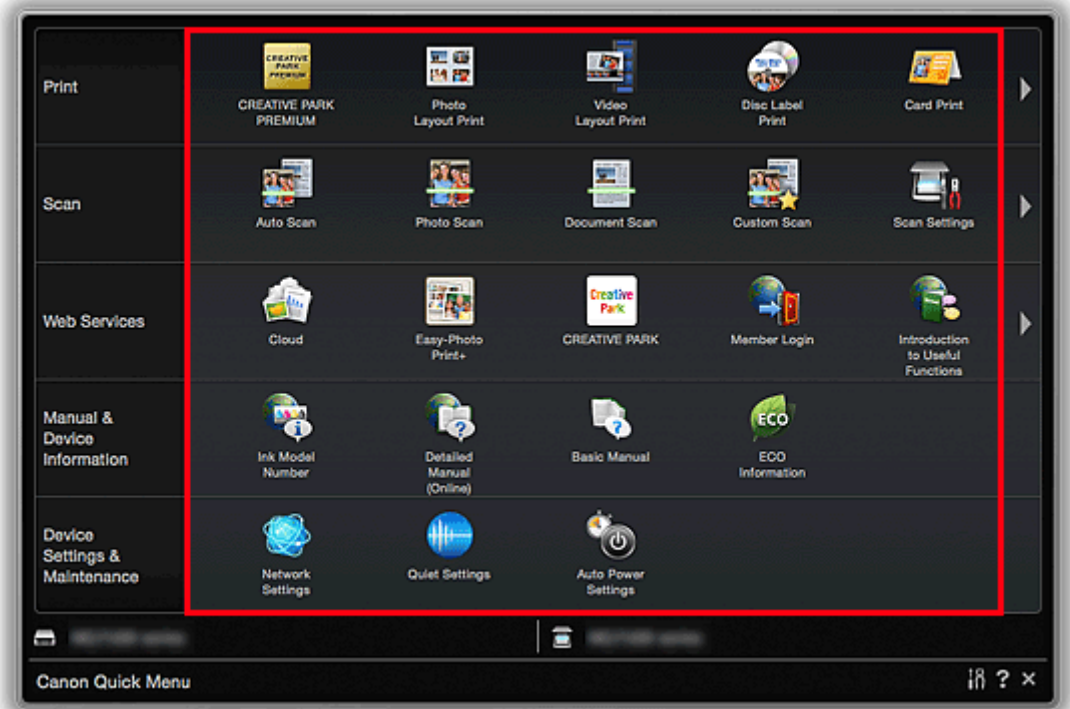 Print
CREATIVE
PARK
PREMIUM
CREATIVE PARK
PREMIUM
Photo
Layout Print
Video
Layout Print
Disc Label
Print
Card Print
Scan
Auto Scan
Photo Scan
Document Scan
Custom Scan
Scan Settings
Web Services
Cloud
Easy-Photo
Print+
Creative
Park
CREATIVE PARK
Member Login
Introduction
to Useful
Functions
Manual &
Device
Information
Ink Model
Number
Detailed
Manual
(Online)
Basic Manual
ECO
ECO
Information
Device
Settings &
Maintenance
Network
Settings
Quiet Settings
Auto Power
Settings
Canon Quick Menu